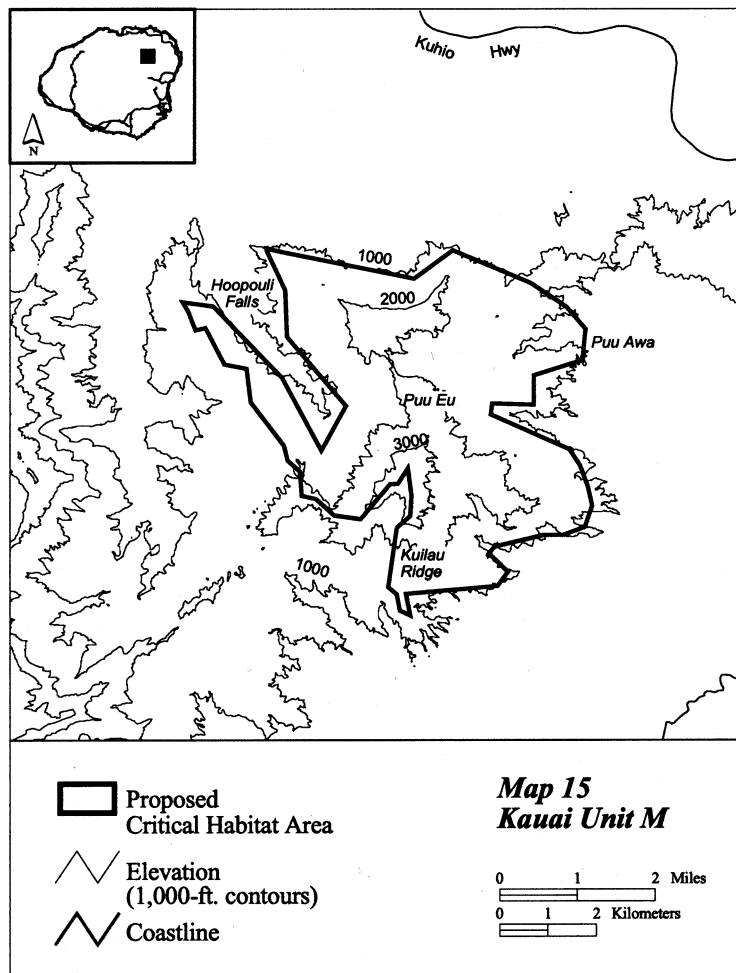 Kuhio Hwy
N
1000
Hoopouli
Falls
2000
Puu Awa
Puu Eu
3000
Kuilau
Ridge
1000
Proposed
Critical Habitat Area
Elevation
(1,000-ft. contours)
Coastline
Map 15
Kauai Unit M
0 1 2 Miles
0 1 2 Kilometers